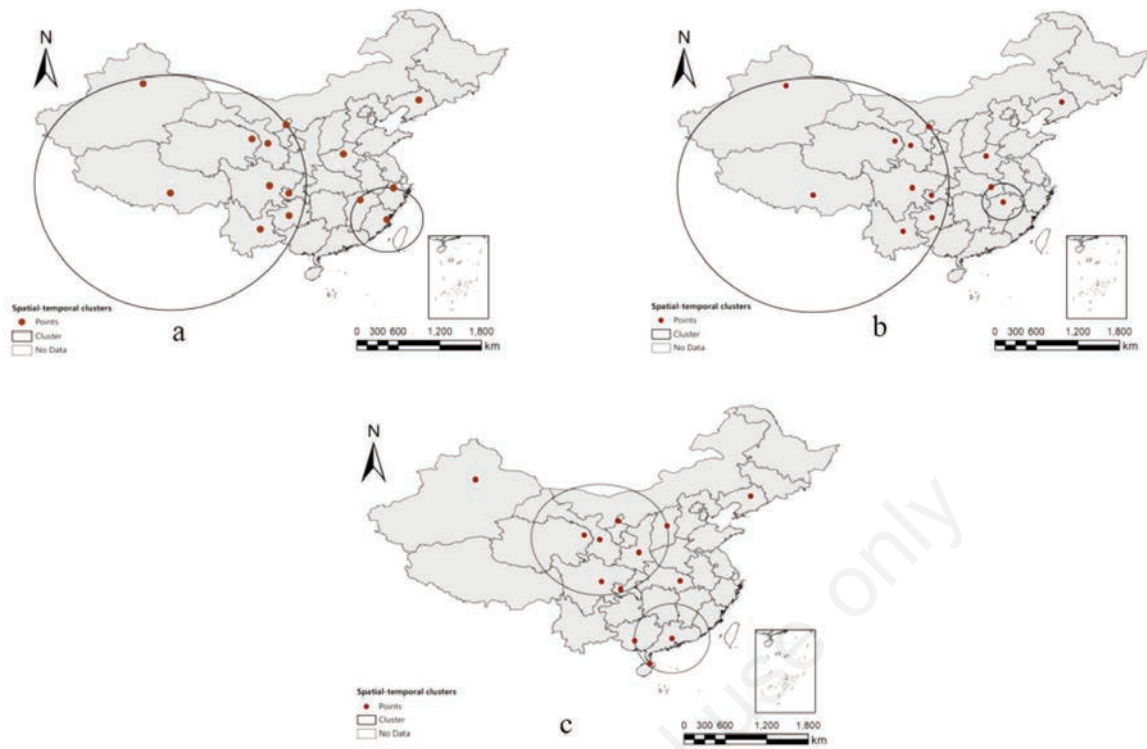 N
Spatial-temporal clusters
Points
Cluster
No Data
a
0 300 600 1,200 1,800
km
N
Spatial-temporal clusters
Points
Cluster
No Data
b
0 300 600 1,200 1,800
km
N
Spatial-temporal clusters
Points
Cluster
No Data
c
0 300 600 1,200 1,800
km
use only